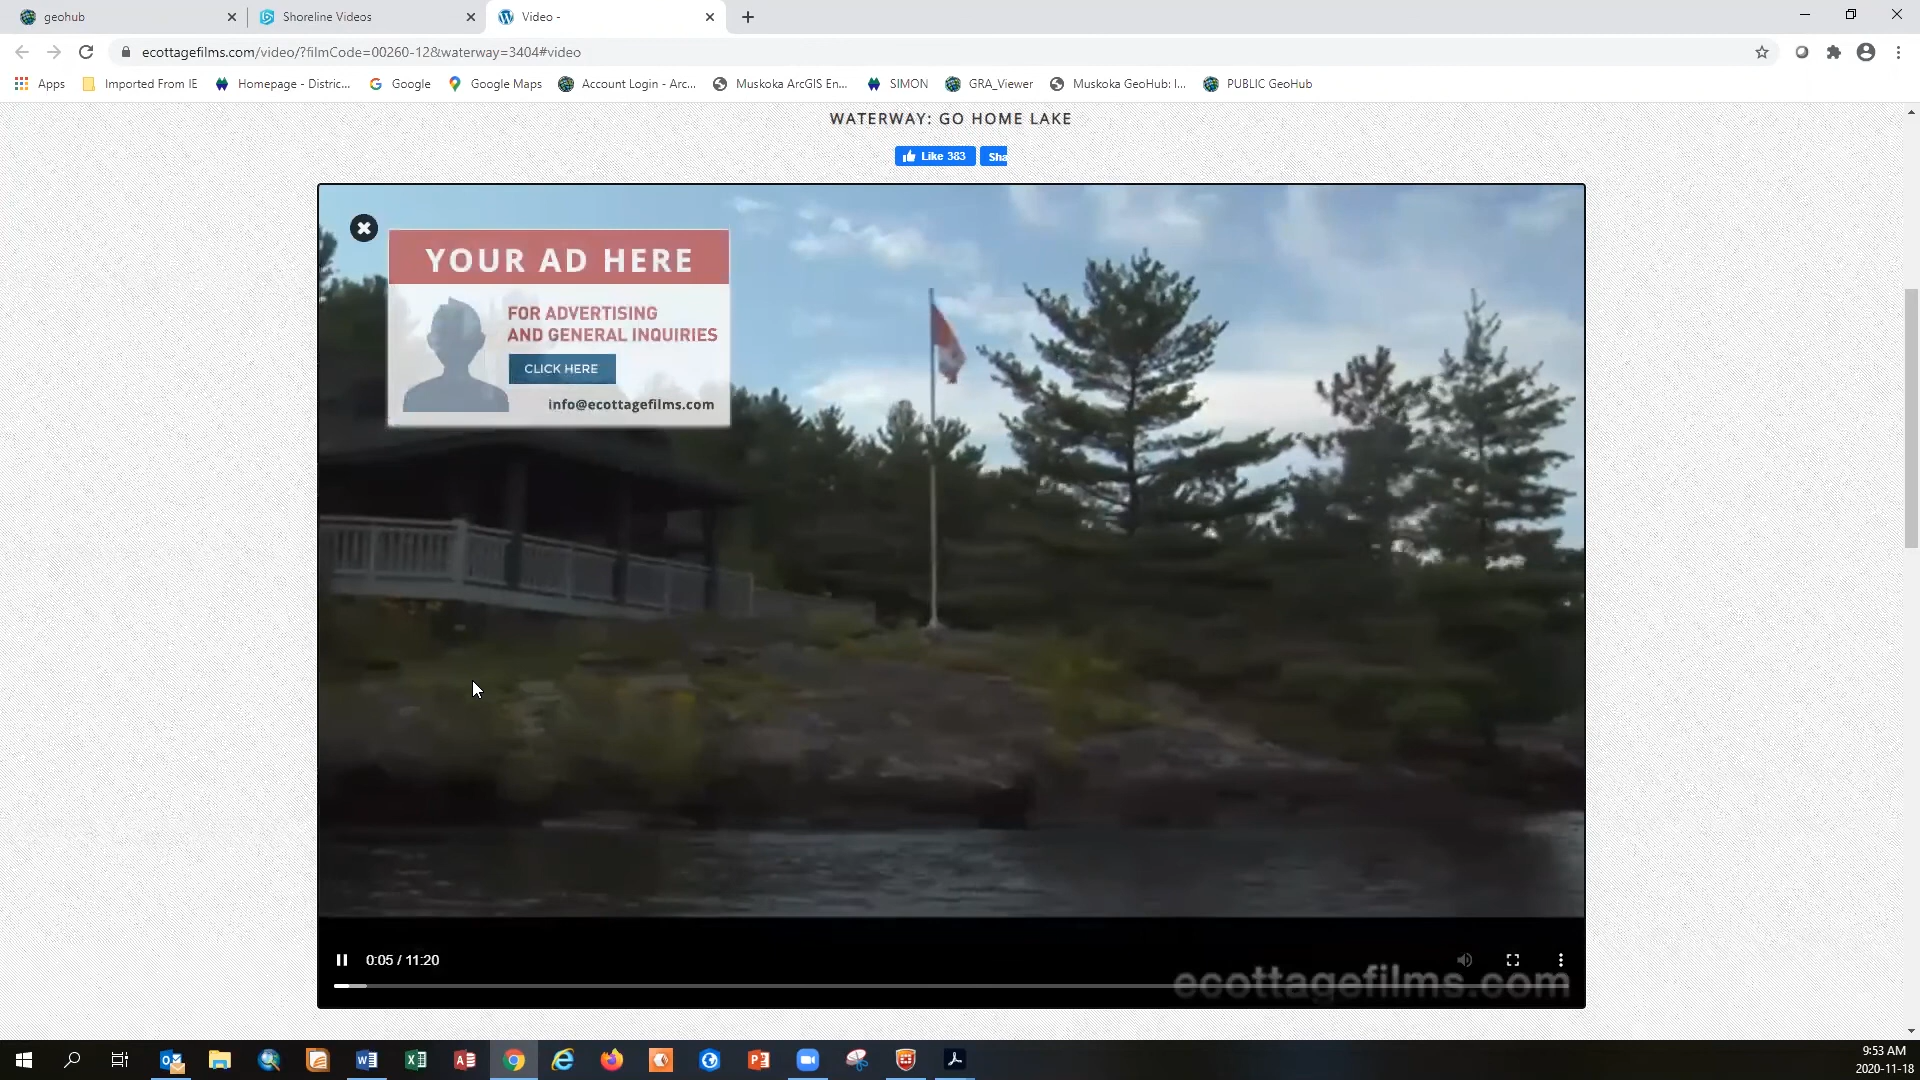 geohub
Shoreline Videos
Video -
ecottagefilms.com/video/?filmCode=00260-12&waterway=3404#video
Apps
Imported From IE
Homepage - Distric...
Google
Google Maps
Account Login - Arc...
Muskoka ArcGIS En...
SIMON
GRA_Viewer
Muskoka GeoHub: I...
PUBLIC GeoHub
WATERWAY: GO HOME LAKE
Like 383
Sha
YOUR AD HERE
FOR ADVERTISING
AND GENERAL INQUIRIES
CLICK HERE
info@ecottagefilms.com
0:05 / 11:20
ecottagefilms.com
9:53 AM
2020-11-18